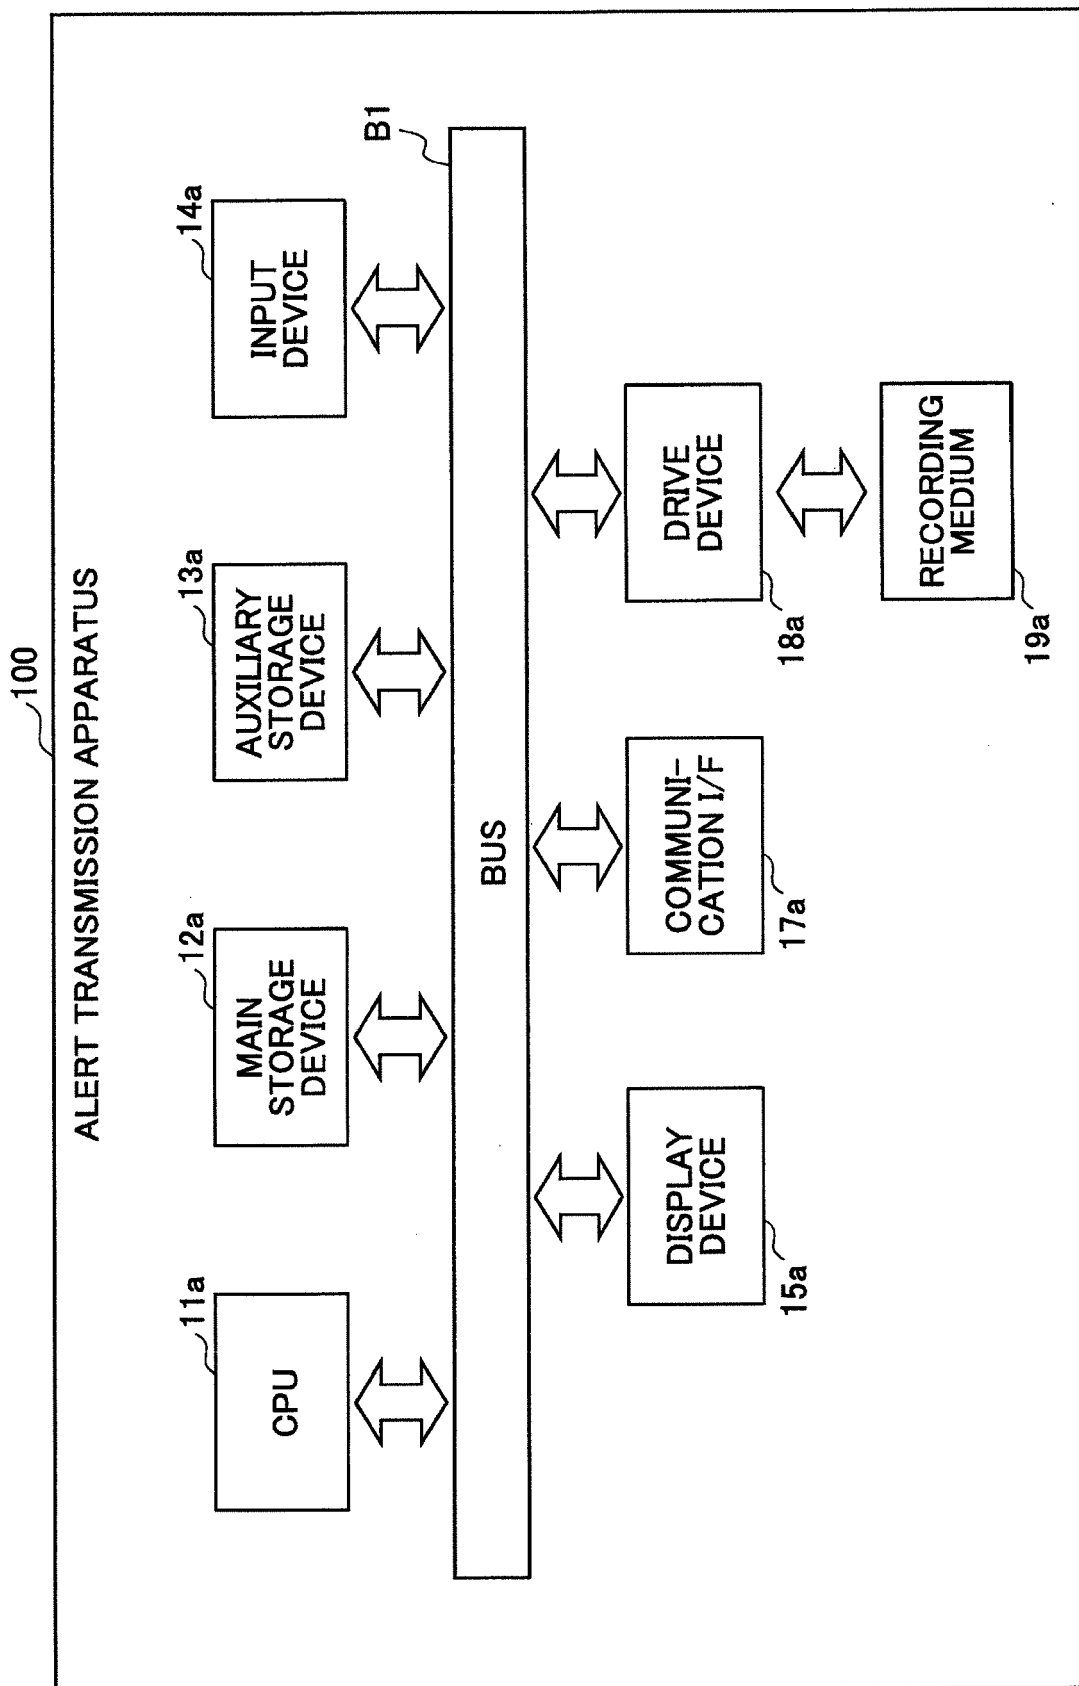 100
ALERT TRANSMISSION APPARATUS
11a
CPU
12a
MAIN
STORAGE
DEVICE
13a
AUXILIARY
STORAGE
DEVICE
14a
INPUT
DEVICE
B1
BUS
DISPLAY
DEVICE
15a
COMMUNI-
CATION I/F
17a
DRIVE
DEVICE
18a
RECORDING
MEDIUM
19a